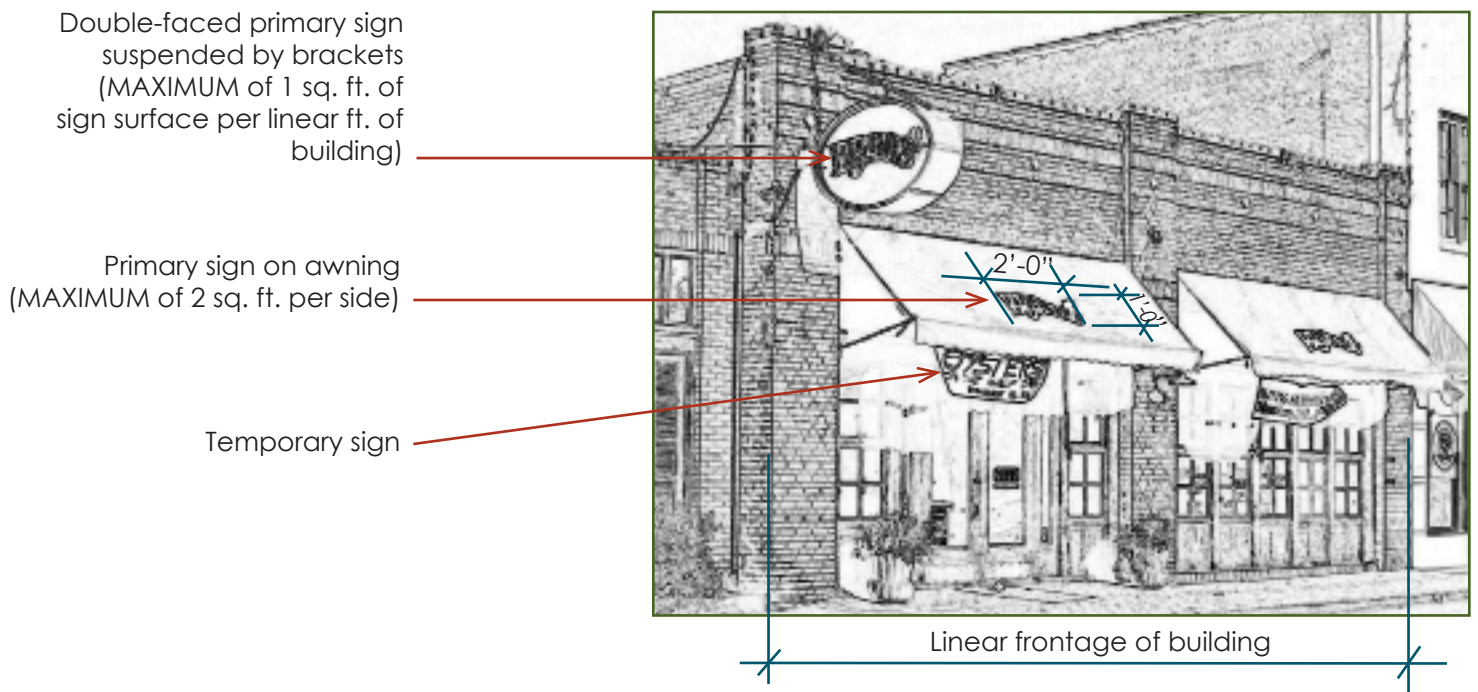 Double-faced primary sign
suspended by brackets
(MAXIMUM of 1 sq. ft. of
sign surface per linear ft. of
building)
Primary sign on awning
(MAXIMUM of 2 sq. ft. per side)
Temporary sign
2'-0"
1'-0"
OYSTERS
Linear frontage of building